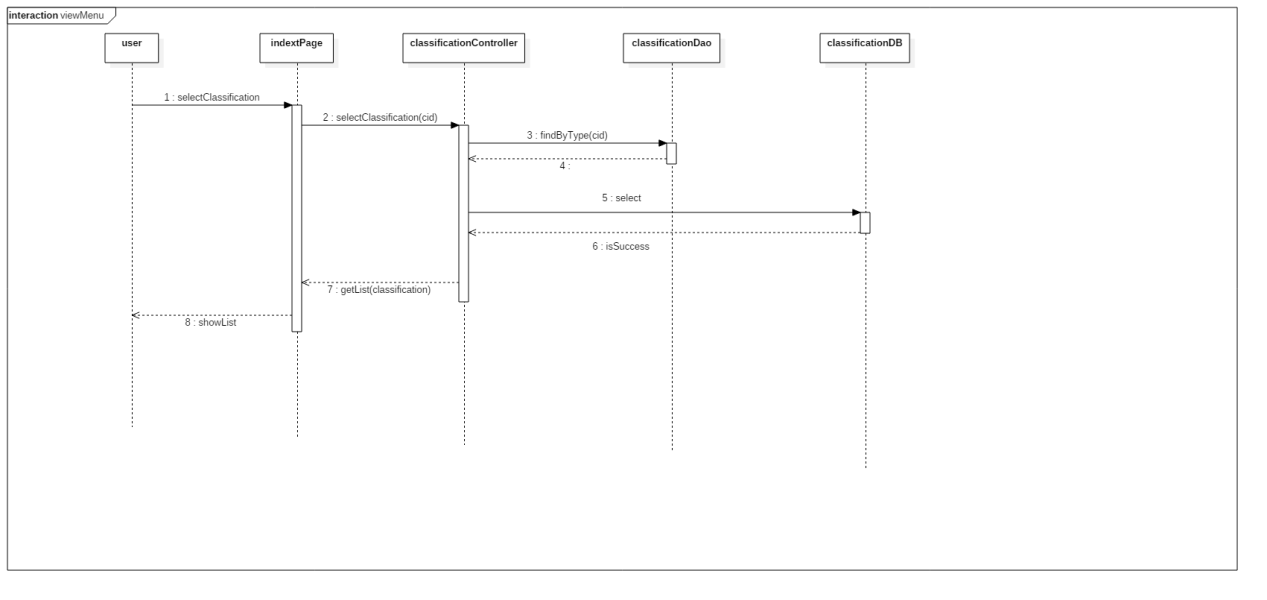 interaction viewMenu
user
indextPage
classificationController
classificationDao
classificationDB
1 : selectClassification
2 : selectClassification(cid)
3 : findByType(cid)
4 :
5 : select
6 : isSuccess
7 : getList(classification)
8 : showList